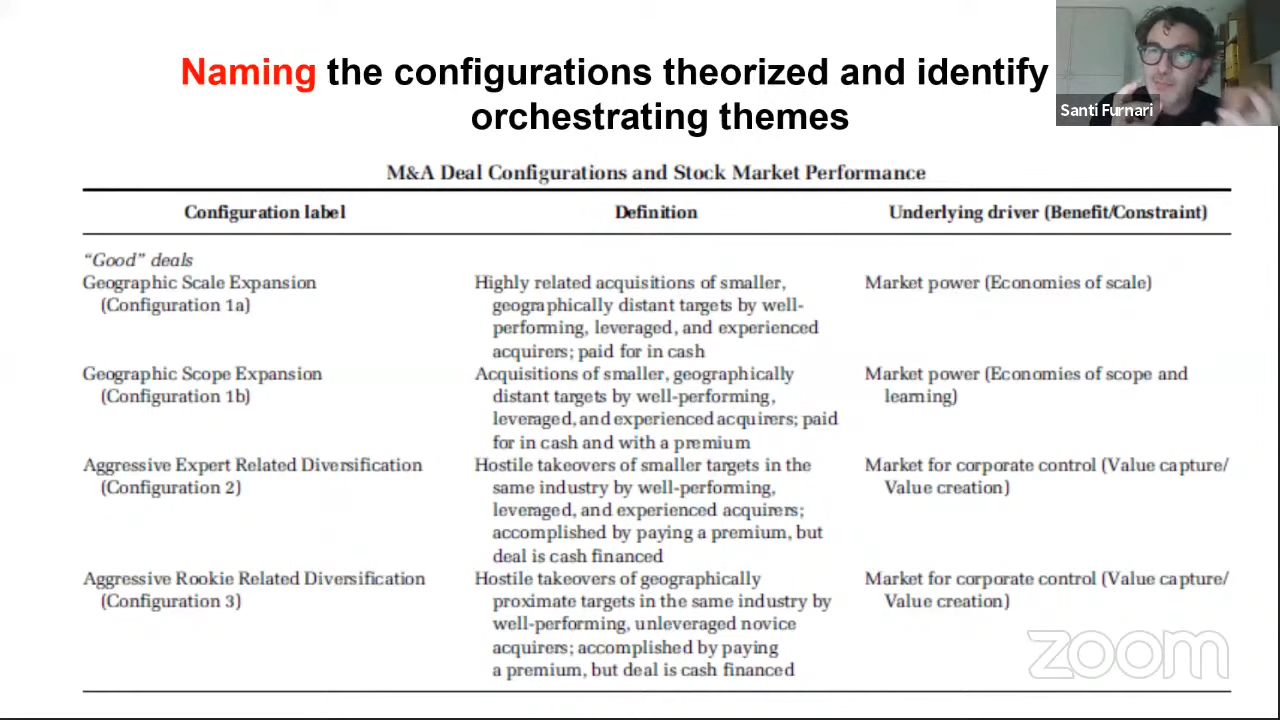 Naming the configurations theorized and identify
orchestrating themes
Santi Furnari
M&A Deal Configurations and Stock Market Performance
Configuration label
Definition
Underlying driver (Benefit/Constraint)
“Good” deals
Geographic Scale Expansion
(Configuration 1a)
Highly related acquisitions of smaller,
geographically distant targets by well-
performing, leveraged, and experienced
acquirers; paid for in cash
Market power (Economies of scale)
Geographic Scope Expansion
(Configuration 1b)
Acquisitions of smaller, geographically
distant targets by well-performing,
leveraged, and experienced acquirers; paid
for in cash and with a premium
Market power (Economies of scope and
learning)
Aggressive Expert Related Diversification
(Configuration 2)
Hostile takeovers of smaller targets in the
same industry by well-performing,
leveraged, and experienced acquirers;
accomplished by paying a premium, but
deal is cash financed
Market for corporate control (Value capture/
Value creation)
Aggressive Rookie Related Diversification
(Configuration 3)
Hostile takeovers of geographically
proximate targets in the same industry by
well-performing, unleveraged novice
acquirers; accomplished by paying
a premium, but deal is cash financed
Market for corporate control (Value capture/
Value creation)
zoom